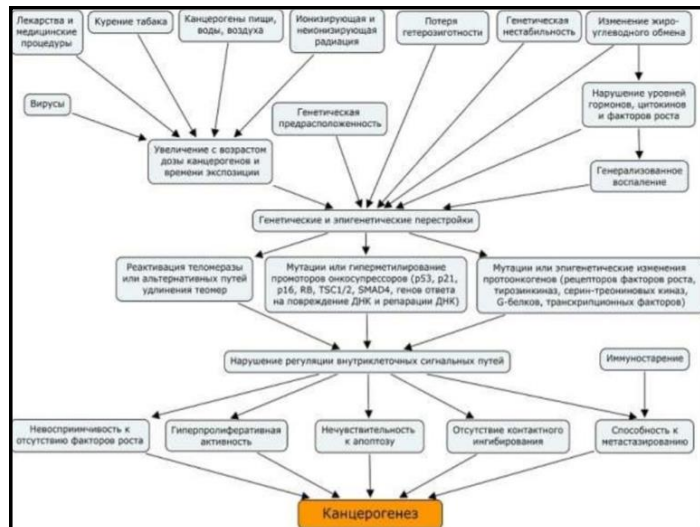 Лекарства и
медицинские
процедуры
Курение табака
Канцерогены пищи,
воды, воздуха
Ионизирующая и
неионизирующая
радиация
Потеря
гетерозиготности
Генетическая
нестабильность
Изменение жиро-
углеводного обмена
Вирусы
Генетическая
предрасположенность
Нарушение уровней
гормонов, цитокинов
и факторов роста
Увеличение с возрастом
дозы канцерогенов и
времени экспозиции
Генерализованное
воспаление
Генетические и эпигенетические перестройки
Реактивация теломеразы
или альтернативных путей
удлинения теомер
Мутации или гиперметилирование
промоторов онкосупрессоров (p53, p21,
p16, RB, TSC1/2, SMAD4, генов ответа
на повреждение ДНК и репарации ДНК)
Мутации или эпигенетические изменения
протоонкогенов (рецепторов факторов роста,
тирозинкиназ, серин-треониновых киназ,
G-белков, транскрипционных факторов)
Нарушение регуляции внутриклеточных сигнальных путей
Иммуностарение
Невосприимчивость к
отсутствию факторов роста
Гиперпролиферативная
активность
Нечувствительность
к апоптозу
Отсутствие контактного
ингибирования
Способность к
метастазированию
Канцерогенез